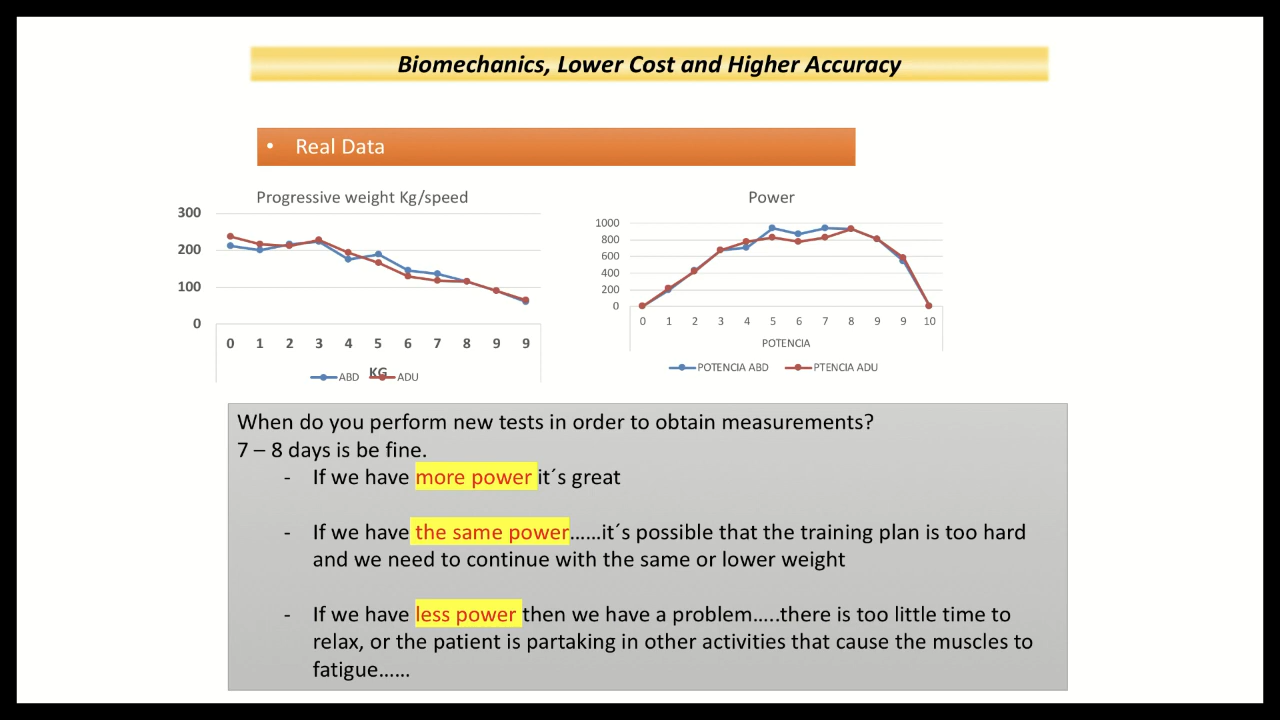 Biomechanics, Lower Cost and Higher Accuracy
• Real Data
Progressive weight Kg/speed
300
200
100
0
0 1 2 3 4 5 6 7 8 9 9
KG
ABD ADU
Power
1000
800
600
400
200
0
0 1 2 3 4 5 6 7 8 9 9 10
POTENCIA
POTENCIA ABD PTENCIA ADU
When do you perform new tests in order to obtain measurements?
7 – 8 days is be fine.
- If we have more power it´s great
- If we have the same power……it´s possible that the training plan is too hard
and we need to continue with the same or lower weight
- If we have less power then we have a problem…..there is too little time to
relax, or the patient is partaking in other activities that cause the muscles to
fatigue……